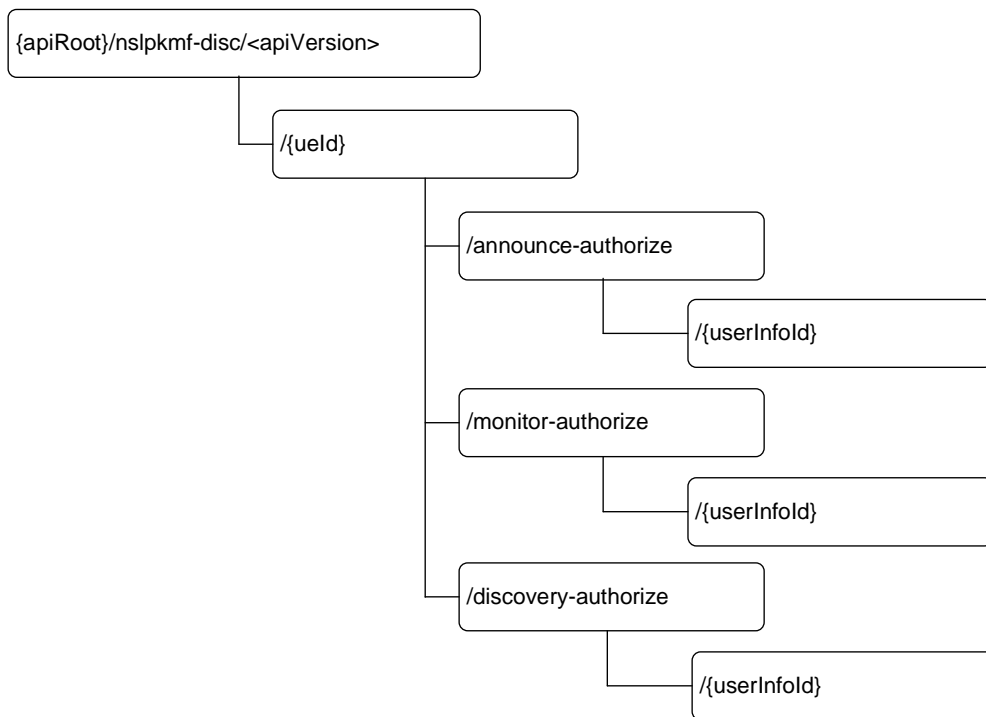 {apiRoot}/nslpkmf-disc/<apiVersion>
/{ueId}
/announce-authorize
/{userInfoId}
/monitor-authorize
/{userInfoId}
/discovery-authorize
/{userInfoId}